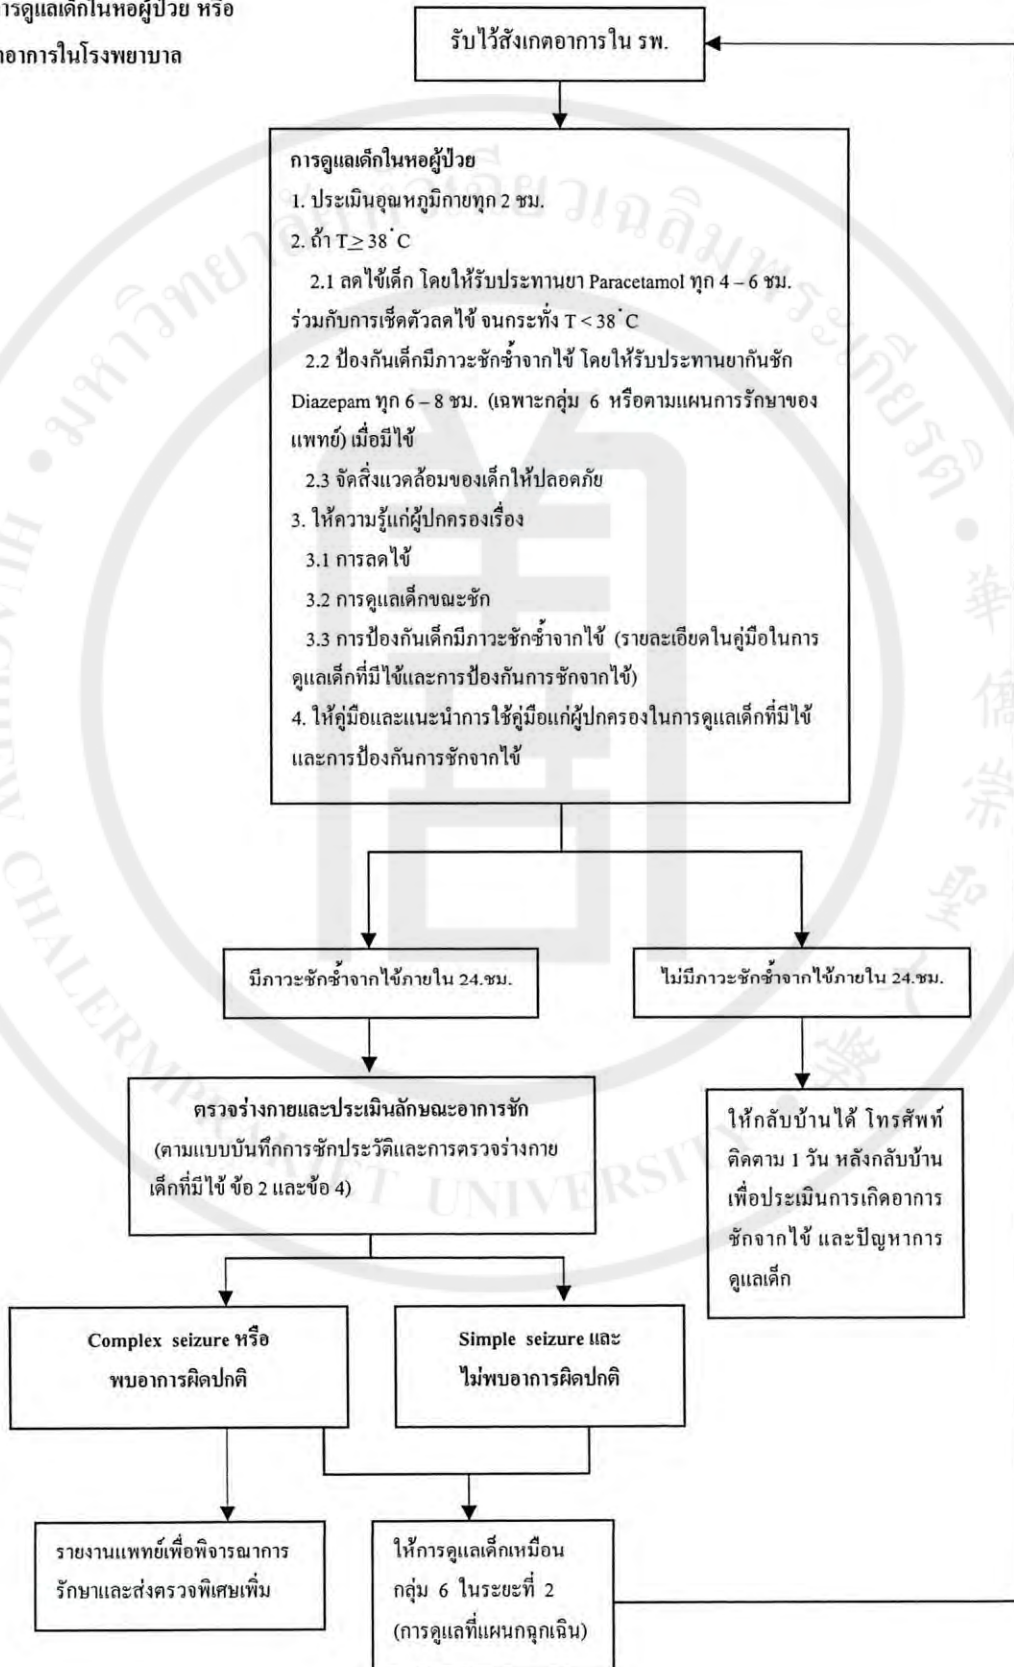 การดูแลเด็กในหอผู้ป่วย หรือ
อาการในโรงพยาบาล
รับไว้สังเกตอาการใน รพ.
การดูแลเด็กในหอผู้ป่วย
1. ประเมินอุณหภูมิกายทุก 2 ชม.
2. ถ้า T ≥ 38 ํ C
2.1 ลดไข้เด็ก โดยให้รับประทานยา Paracetamol ทุก 4 – 6 ชม.
ร่วมกับการเช็ดตัวลดไข้ จนกระทั่ง T < 38 ํ C
2.2 ป้องกันเด็กมีภาวะชักซ้ำจากไข้ โดยให้รับประทานยากันชัก
Diazepam ทุก 6 – 8 ชม. (เฉพาะกลุ่ม 6 หรือตามแผนการรักษาของ
แพทย์) เมื่อมีไข้
2.3 จัดสิ่งแวดล้อมของเด็กให้ปลอดภัย
3. ให้ความรู้แก่ผู้ปกครองเรื่อง
3.1 การลดไข้
3.2 การดูแลเด็กขณะชัก
3.3 การป้องกันเด็กมีภาวะชักซ้ำจากไข้ (รายละเอียดในคู่มือในการ
ดูแลเด็กที่มีไข้และการป้องกันการชักจากไข้)
4. ให้คู่มือและแนะนำการใช้คู่มือแก่ผู้ปกครองในการดูแลเด็กที่มีไข้
และการป้องกันการชักจากไข้
มีภาวะชักซ้ำจากไข้ภายใน 24.ชม.
ไม่มีภาวะชักซ้ำจากไข้ภายใน 24.ชม.
ตรวจร่างกายและประเมินลักษณะอาการชัก
(ตามแบบบันทึกการซักประวัติและการตรวจร่างกาย
เด็กที่มีไข้ ข้อ 2 และข้อ 4)
ให้กลับบ้านได้ โทรศัพท์
ติดตาม 1 วัน หลังกลับบ้าน
เพื่อประเมินการเกิดอาการ
ชักจากไข้ และปัญหาการ
ดูแลเด็ก
Complex seizure หรือ
พบอาการผิดปกติ
Simple seizure และ
ไม่พบอาการผิดปกติ
รายงานแพทย์เพื่อพิจารณาการ
รักษาและส่งตรวจพิเศษเพิ่ม
ให้การดูแลเด็กเหมือน
กลุ่ม 6 ในระยะที่ 2
(การดูแลที่แผนกฉุกเฉิน)
มหาวิทยาลัยหัวเฉียวเฉลิมพระเกียรติ
CHALERMPRAKIET UNIVERSITY
華僑崇聖大學